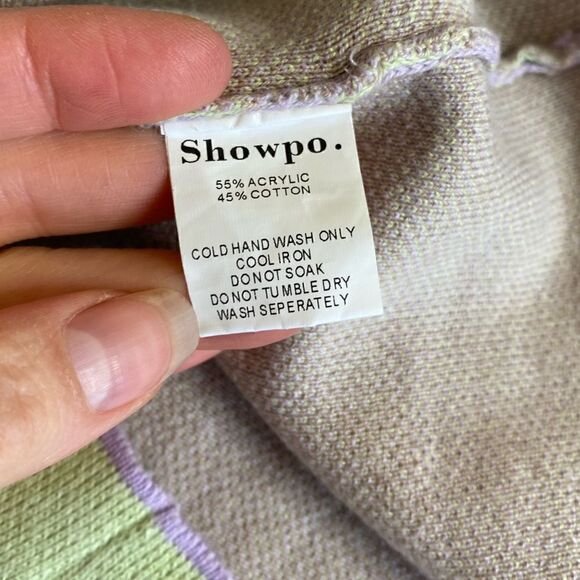 Showpo.
55% ACRYLIC
45% COTTON
COLD HAND WASH ONLY
COOL IRON
DO NOT SOAK
DO NOT TUMBLE DRY
WASH SEPERATELY